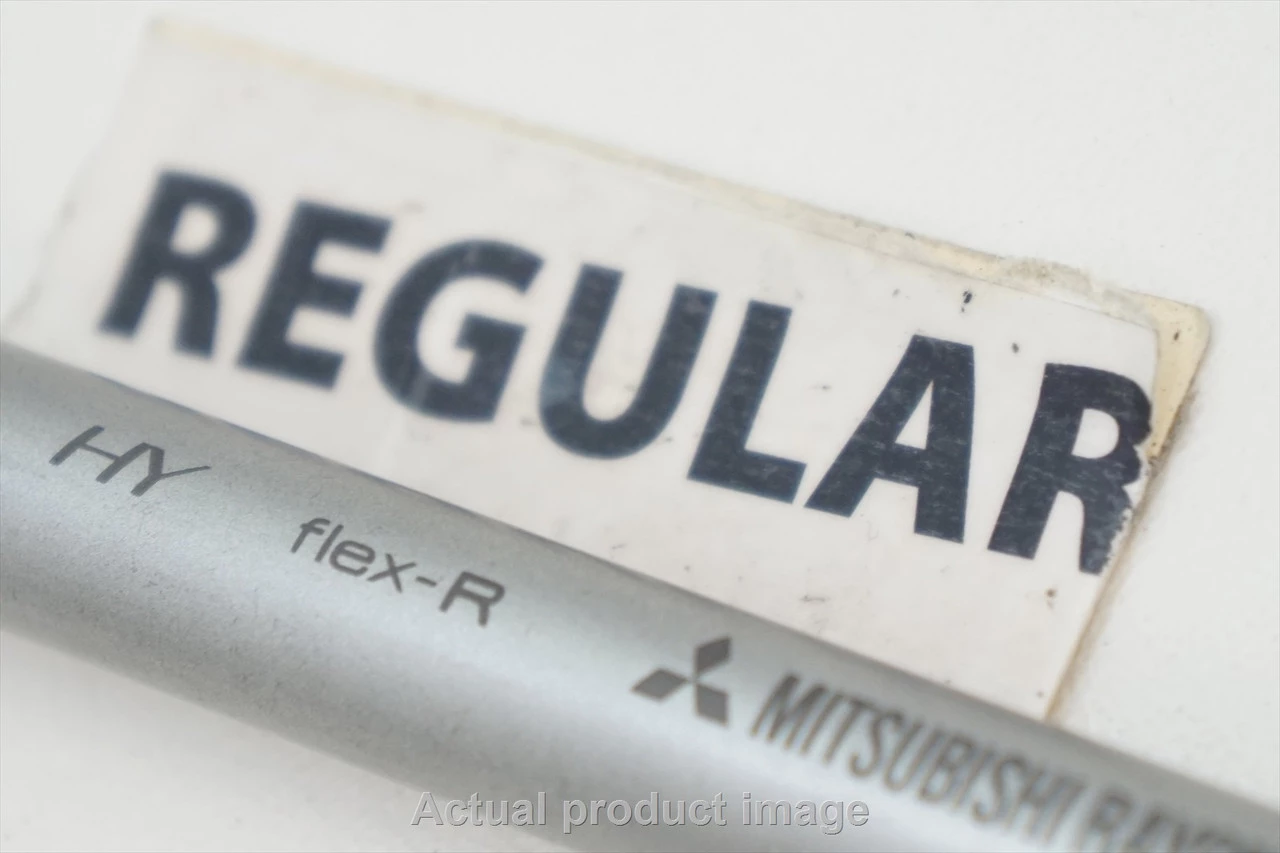 REGULAR
HY flex-R MITSUBISHI
Actual product image